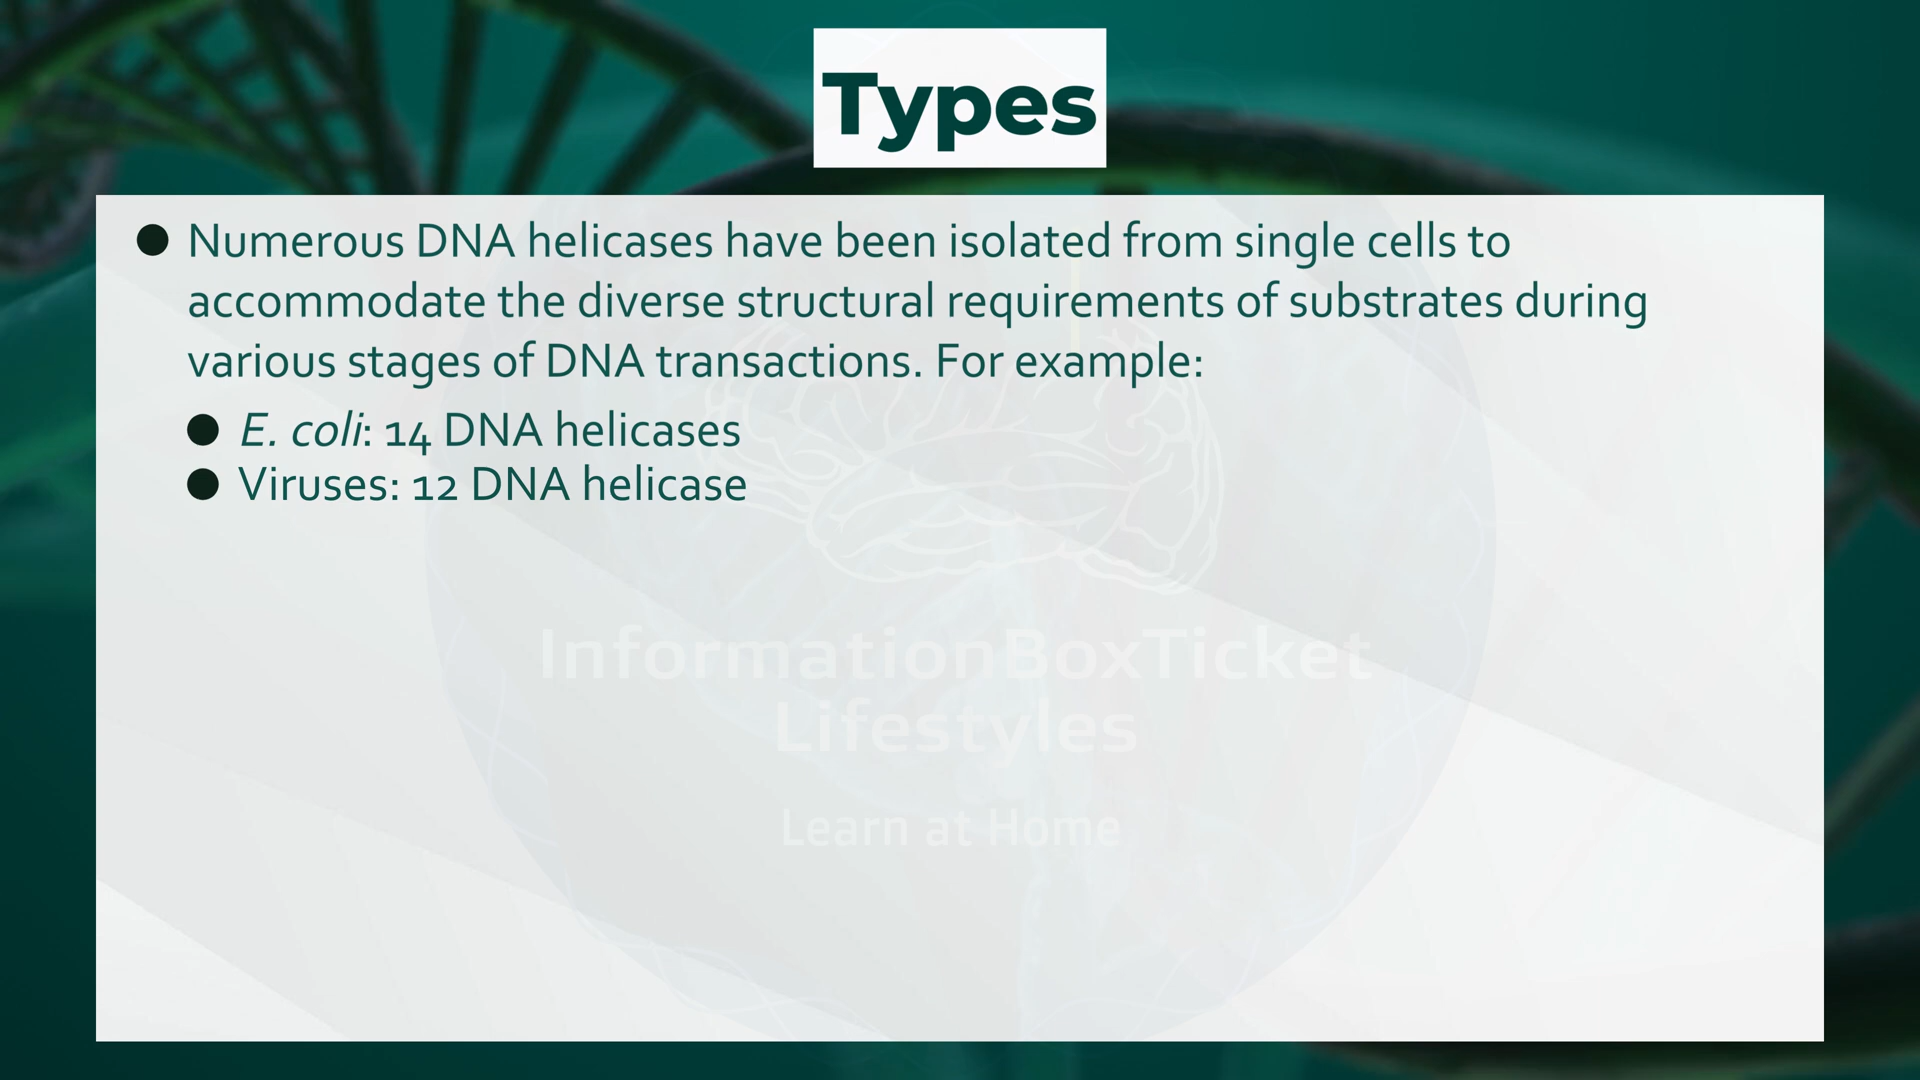 Types
● Numerous DNA helicases have been isolated from single cells to
accommodate the diverse structural requirements of substrates during
various stages of DNA transactions. For example:
● E. coli: 14 DNA helicases
● Viruses: 12 DNA helicase
InformationBoxTicket
Lifestyles
Learn at Home